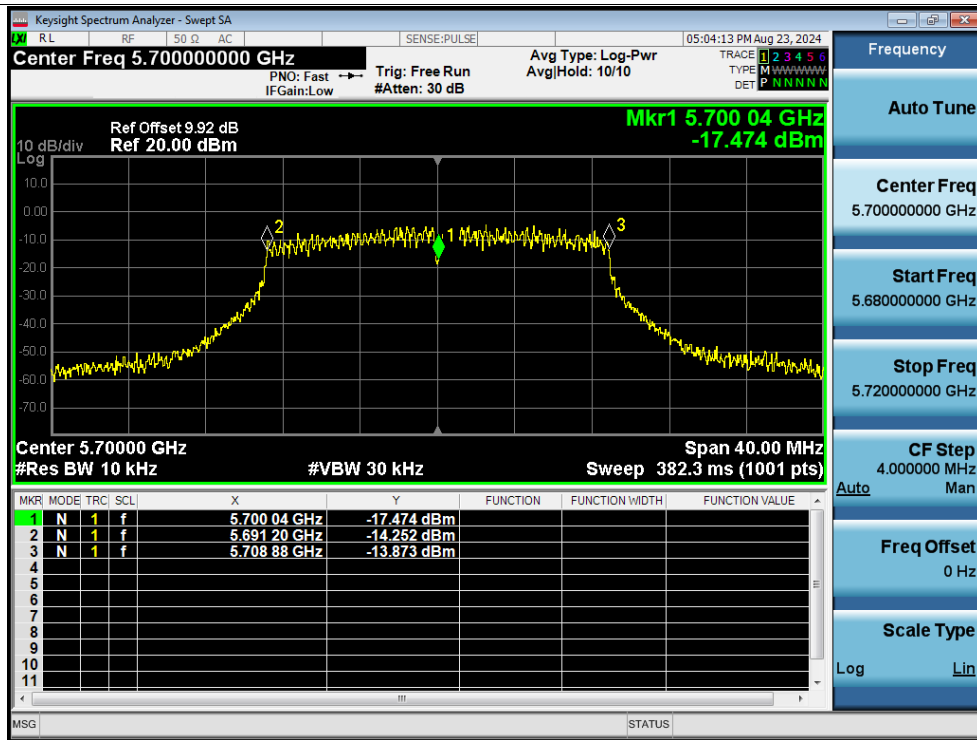 Keysight Spectrum Analyzer - Swept SA
LXI RL RF 50 Ω AC SENSE:PULSE 05:04:13 PM Aug 23, 2024
Center Freq 5.700000000 GHz
PNO: Fast
IFGain:Low
Trig: Free Run
#Atten: 30 dB
Avg Type: Log-Pwr
Avg|Hold: 10/10
TRACE 1 2 3 4 5 6
TYPE M W W W W W
DET P N N N N N
Mkr1 5.700 04 GHz
-17.474 dBm
Ref Offset 9.92 dB
10 dB/div Ref 20.00 dBm
Log
10.0
0.00
-10.0
-20.0
-30.0
-40.0
-50.0
-60.0
-70.0
2
1
3
Center 5.70000 GHz Span 40.00 MHz
#Res BW 10 kHz #VBW 30 kHz Sweep 382.3 ms (1001 pts)
MKR MODE TRC SCL X Y FUNCTION FUNCTION WIDTH FUNCTION VALUE
1 N 1 f 5.700 04 GHz -17.474 dBm
2 N 1 f 5.691 20 GHz -14.252 dBm
3 N 1 f 5.708 88 GHz -13.873 dBm
4
5
6
7
8
9
10
11
MSG STATUS
Frequency
Auto Tune
Center Freq
5.700000000 GHz
Start Freq
5.680000000 GHz
Stop Freq
5.720000000 GHz
CF Step
4.000000 MHz
Auto Man
Freq Offset
0 Hz
Scale Type
Log Lin